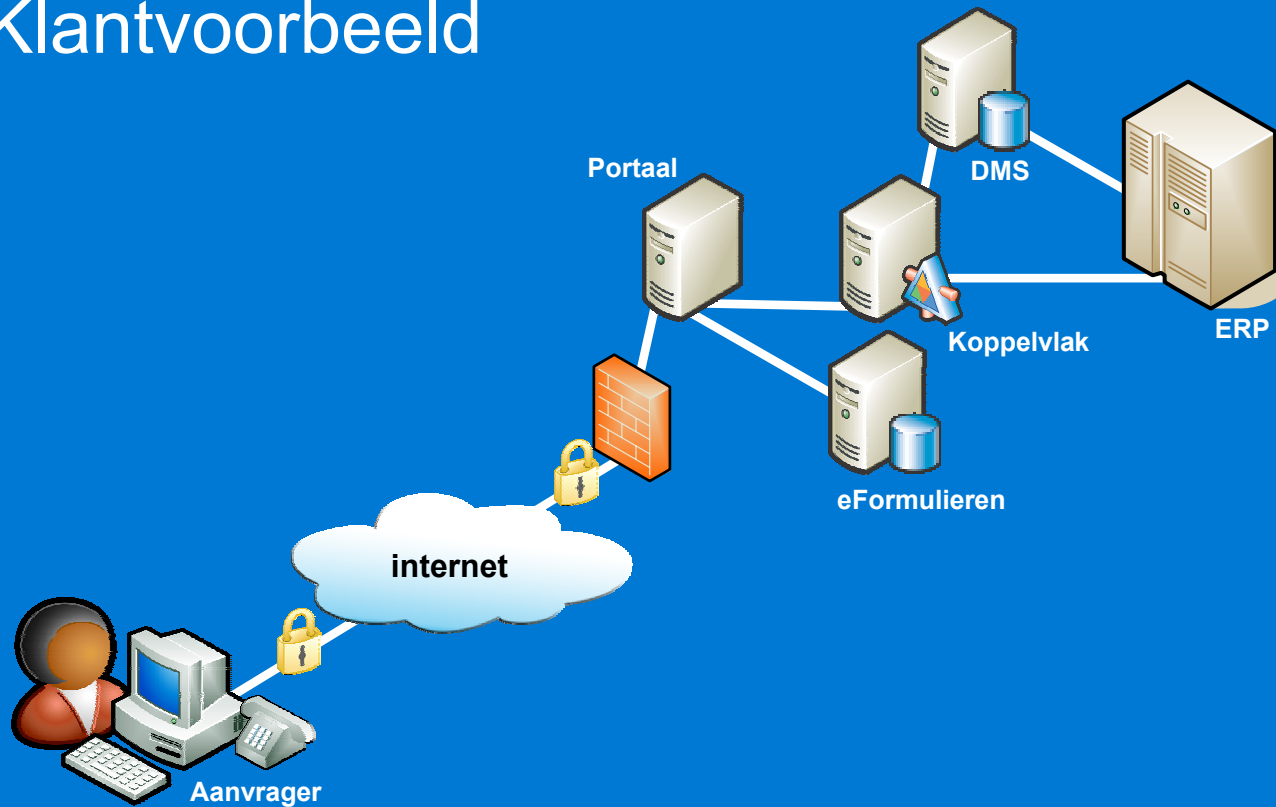 Klantvoorbeeld
DMS
Portaal
ERP
Koppelvlak
eFormulieren
internet
Aanvrager